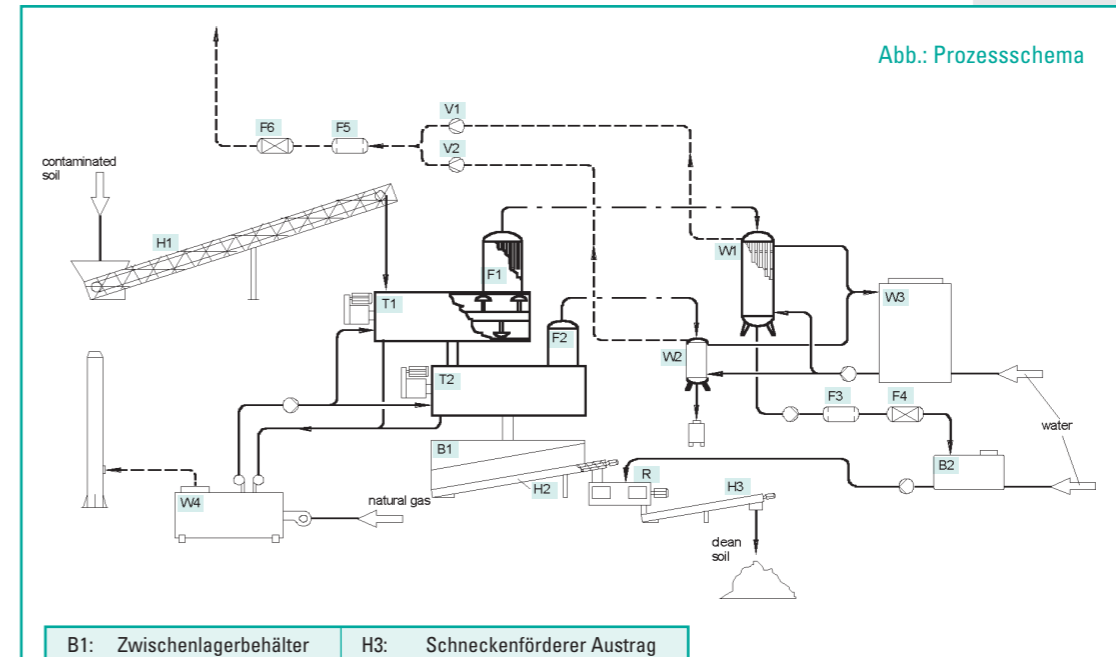 Abb.: Prozessschema
V1
F6
F5
V2
contaminated
soil
H1
W1
F1
W3
T1
F2
W2
T2
F3
F4
water
B1
B2
R
H2
H3
natural gas
W4
clean
soil
B1: Zwischenlagerbehälter
H3: Schneckenförderer Austrag